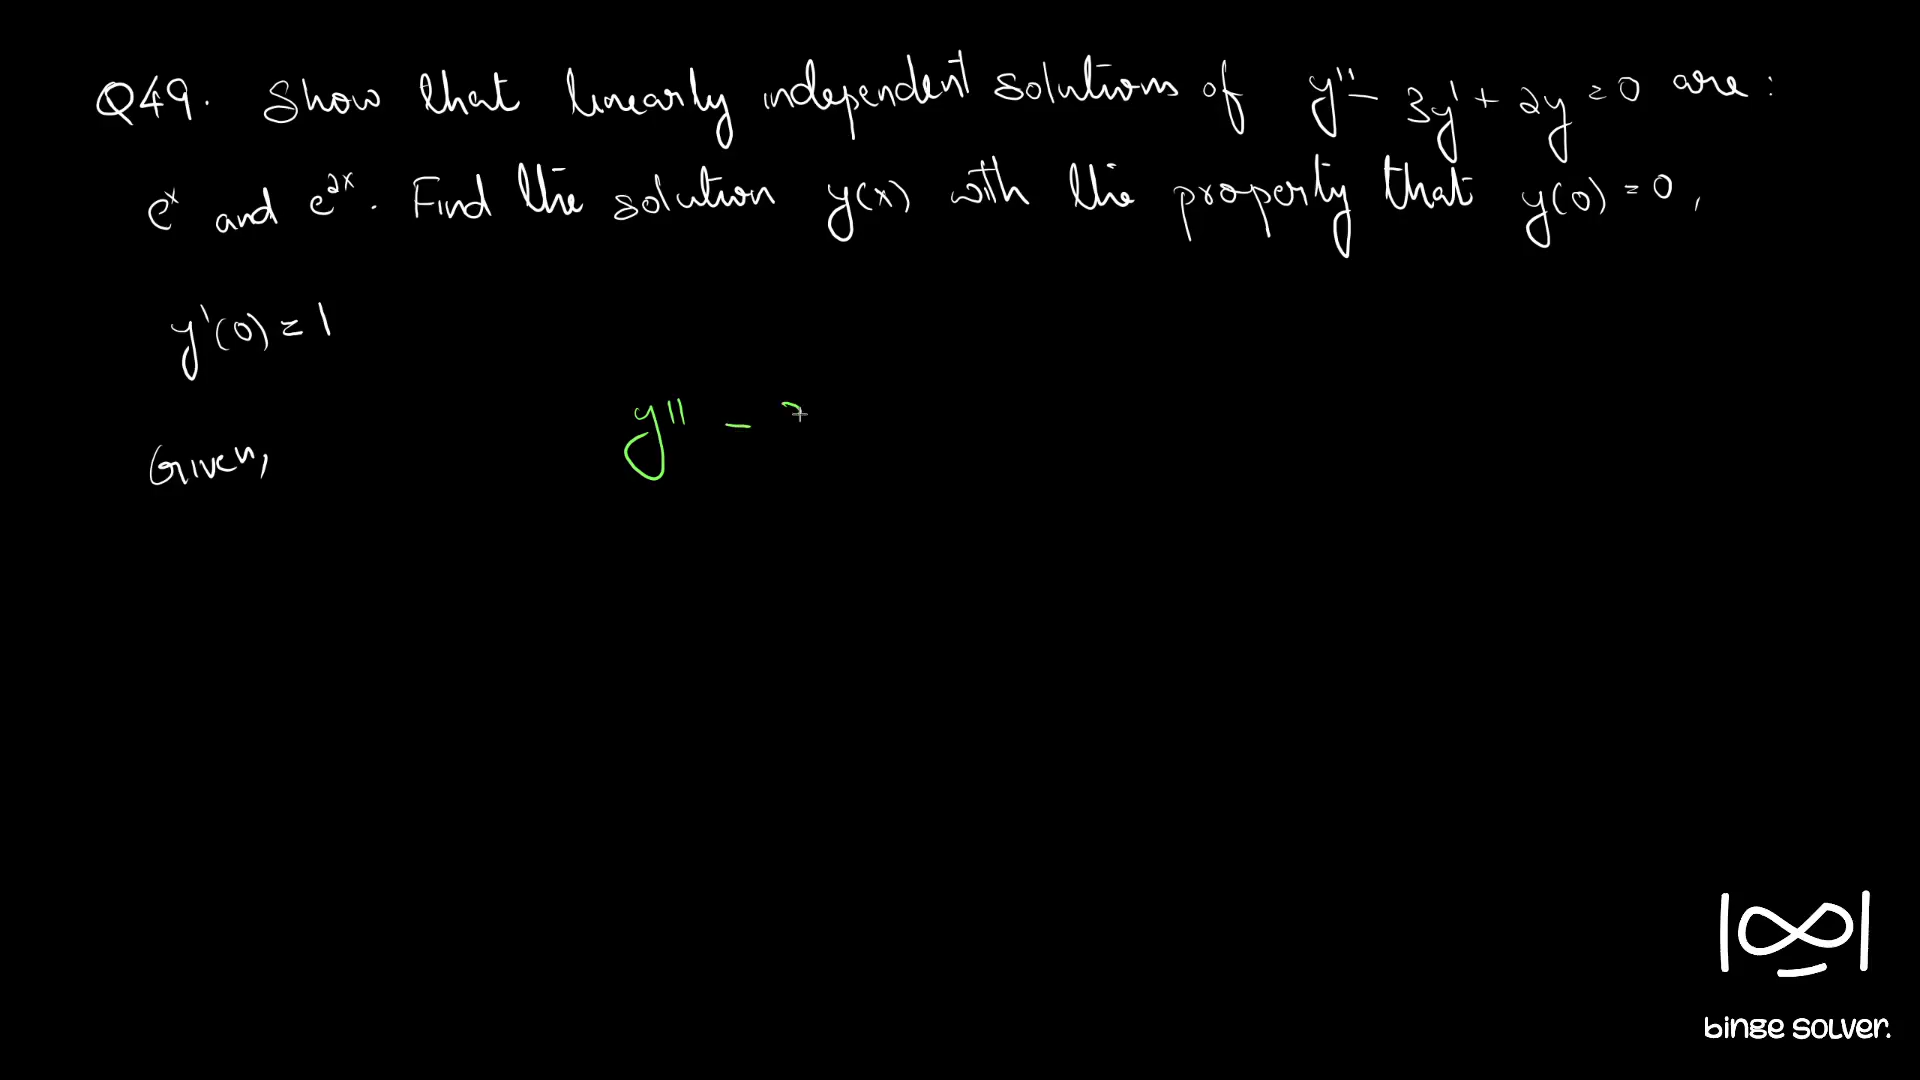 Q49. Show that linearly independent solutions of y'' - 3y' + 2y = 0 are :
e^x and e^2x. Find the solution y(x) with the property that y(0) = 0,
y'(0) = 1
y'' -
Given,
binge solver.